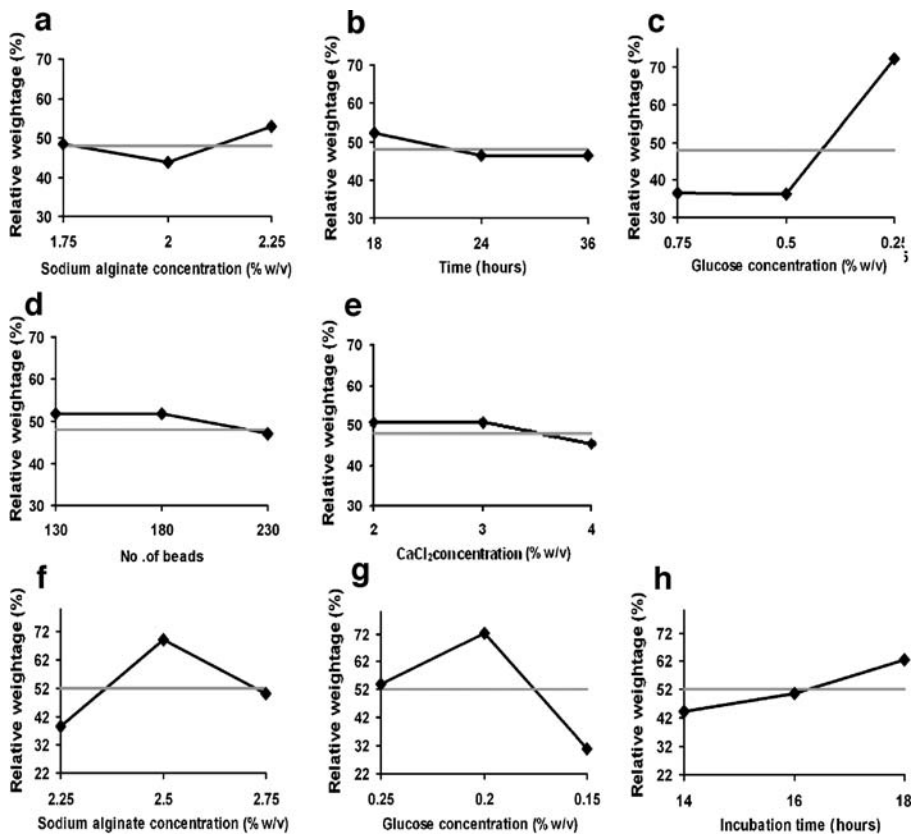 a
b
c
Relative weightage (%)
70
60
50
40
30
1.75
2
2.25
Sodium alginate concentration (% w/v)
Relative weightage (%)
70
60
50
40
30
18
24
36
Time (hours)
Relative weightage (%)
70
60
50
40
30
0.75
0.5
0.25
5
Glucose concentration (% w/v)
d
e
Relative weightage (%)
70
60
50
40
30
130
180
230
No .of beads
Relative weightage (%)
70
60
50
40
30
2
3
4
CaCl₂concentration (% w/v)
f
g
h
Relative weightage (%)
72
62
52
42
32
22
2.25
2.5
2.75
Sodium alginate concentration (% w/v)
Relative weightage (%)
72
62
52
42
32
22
0.25
0.2
0.15
Glucose concentration (% w/v)
Relative weightage (%)
72
62
52
42
32
22
14
16
18
Incubation time (hours)